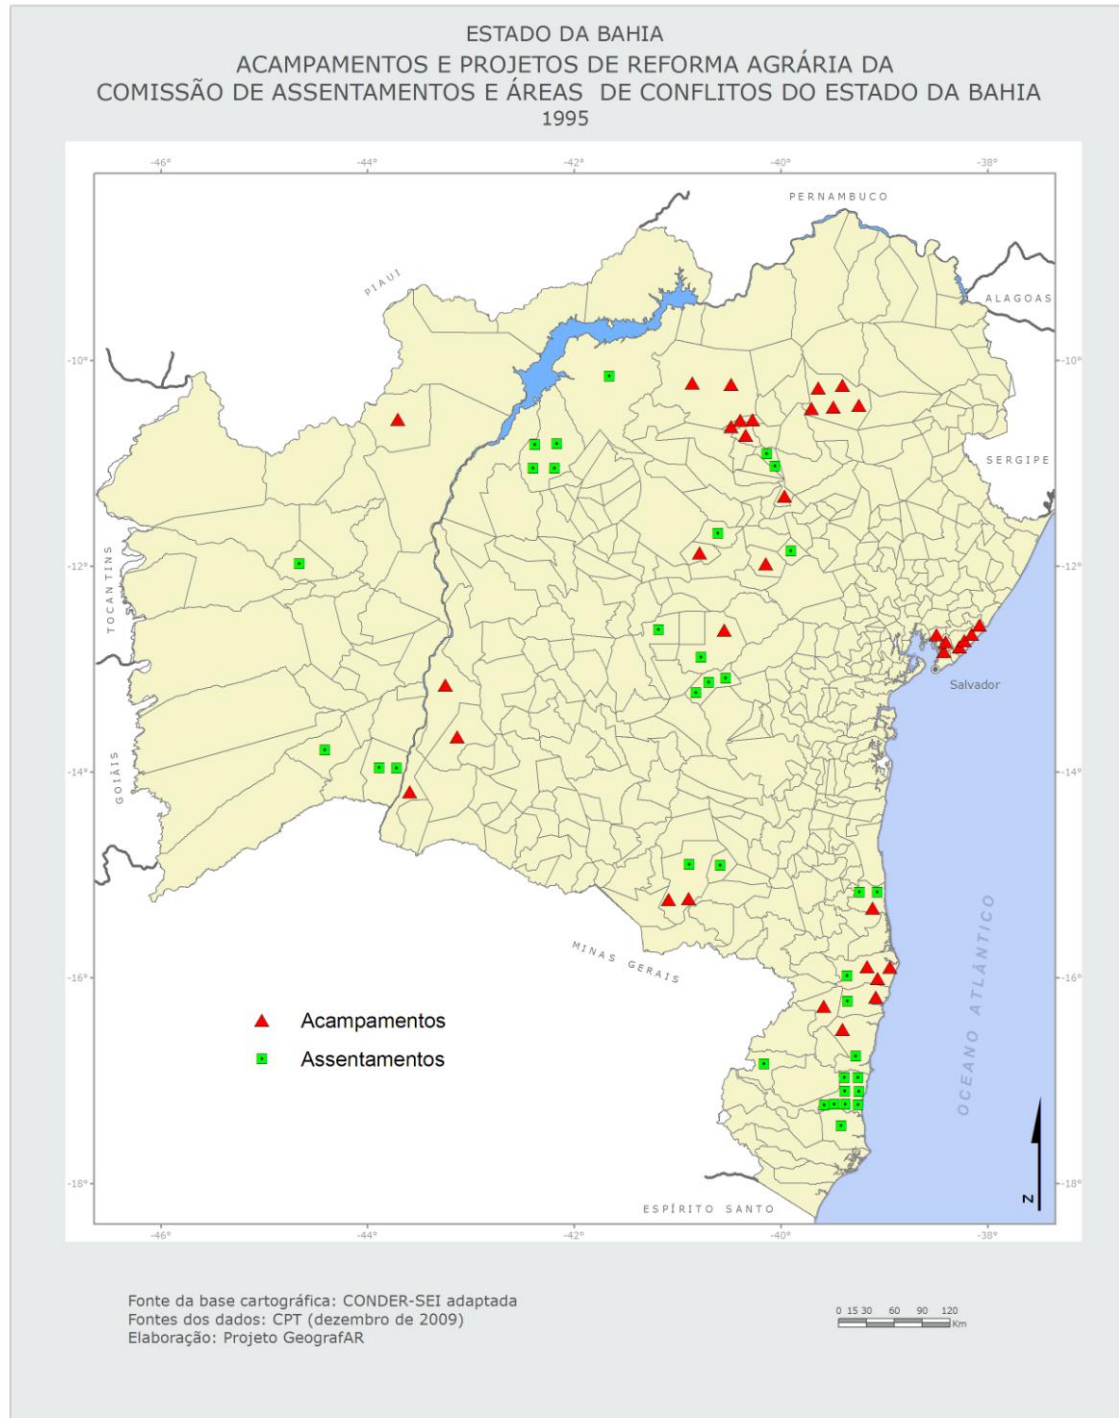 ESTADO DA BAHIA
ACAMPAMENTOS E PROJETOS DE REFORMA AGRÁRIA DA
COMISSÃO DE ASSENTAMENTOS E ÁREAS DE CONFLITOS DO ESTADO DA BAHIA
1995
-46° -44° -42° -40° -38°
PERNAMBUCO
PIAUI
ALAGOAS
-10° -10°
SERGIPE
TOCANTINS
-12° -12°
Salvador
GOIÁIS
-14° -14°
OCEANO ATLÂNTICO
MINAS GERAIS
-16° -16°
Acampamentos
Assentamentos
-18° -18°
N
ESPÍRITO SANTO
-46° -44° -42° -40° -38°
Fonte da base cartográfica: CONDER-SEI adaptada
Fontes dos dados: CPT (dezembro de 2009)
Elaboração: Projeto GeografAR
0 15 30 60 90 120
Km